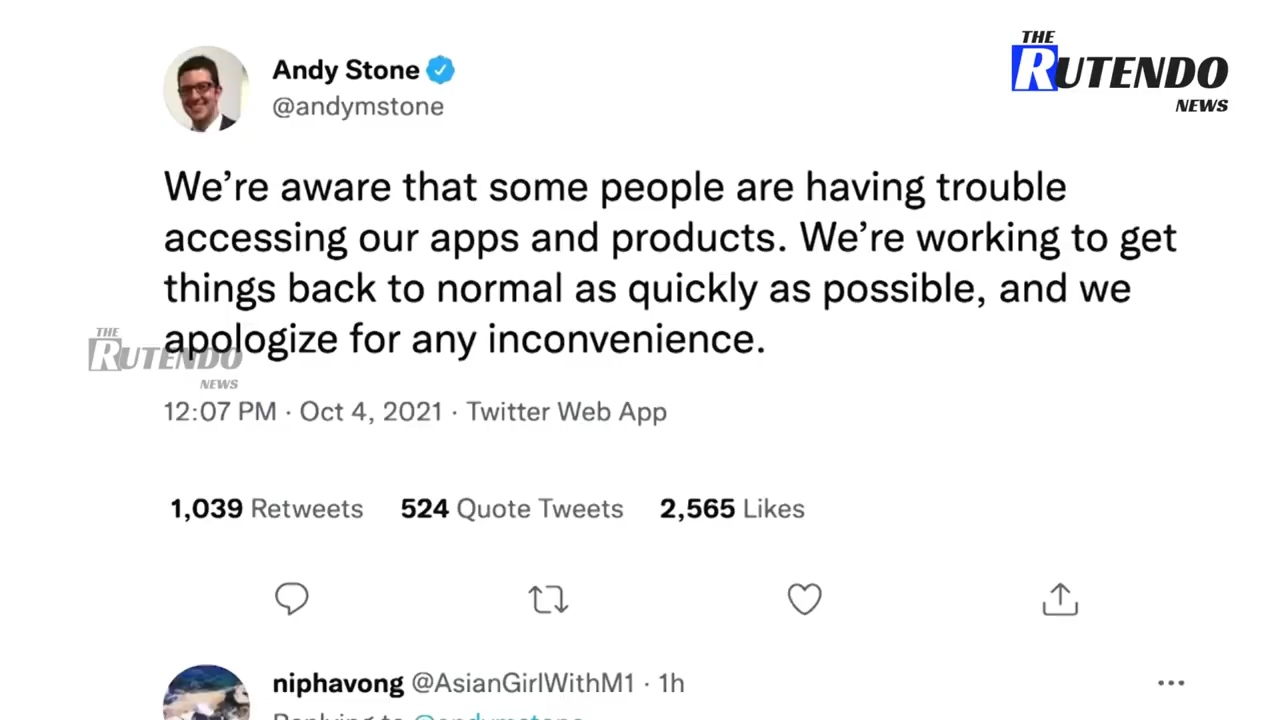 THE
RUTENDO
NEWS
Andy Stone
@andymstone
We’re aware that some people are having trouble
accessing our apps and products. We’re working to get
things back to normal as quickly as possible, and we
apologize for any inconvenience.
THE
RUTENDO
NEWS
12:07 PM · Oct 4, 2021 · Twitter Web App
1,039 Retweets 524 Quote Tweets 2,565 Likes
niphavong @AsianGirlWithM1 · 1h
Replying to @andymstone